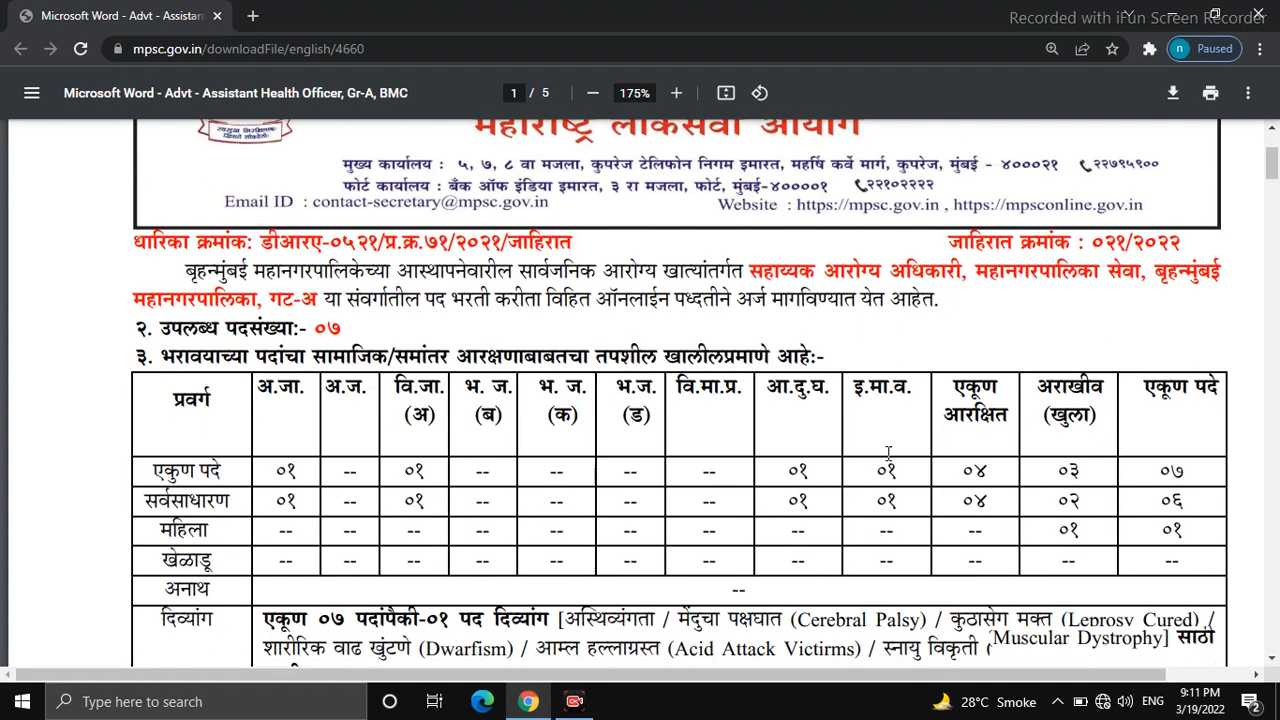 Microsoft Word - Advt - Assistan
Recorded with iFun Screen Recorder
mpsc.gov.in/downloadFile/english/4660
n Paused
Microsoft Word - Advt - Assistant Health Officer, Gr-A, BMC
1 / 5
175%
महाराष्ट्र लोकसेवा आयोग
मुख्य कार्यालय : ५, ७, ८ वा मजला, कुपरेज टेलिफोन निगम इमारत, महर्षि कर्वे मार्ग, कुपरेज, मुंबई - ४०००२१ २२७९५९००
फोर्ट कार्यालय : बँक ऑफ इंडिया इमारत, ३ रा मजला, फोर्ट, मुंबई-४००००१ २२१०२२२२
Email ID : contact-secretary@mpsc.gov.in Website : https://mpsc.gov.in , https://mpsconline.gov.in
धारिका क्रमांक: डीआरए-०५२१/प्र.क्र.७१/२०२१/जाहिरात जाहिरात क्रमांक : ०२१/२०२२
बृहन्मुंबई महानगरपालिकेच्या आस्थापनेवारील सार्वजनिक आरोग्य खात्यांतर्गत सहाय्यक आरोग्य अधिकारी, महानगरपालिका सेवा, बृहन्मुंबई
महानगरपालिका, गट-अ या संवर्गातील पद भरती करीता विहित ऑनलाईन पध्दतीने अर्ज मागविण्यात येत आहेत.
२. उपलब्ध पदसंख्या:- ०७
३. भरावयाच्या पदांचा सामाजिक/समांतर आरक्षणाबाबतचा तपशील खालीलप्रमाणे आहे:-
प्रवर्ग अ.जा. अ.ज. वि.जा. (अ) भ. ज. (ब) भ. ज. (क) भ.ज. (ड) वि.मा.प्र. आ.दु.घ. इ.मा.व. एकूण आरक्षित अराखीव (खुला) एकूण पदे
एकुण पदे ०१ -- ०१ -- -- -- -- ०१ ०१ ०४ ०३ ०७
सर्वसाधारण ०१ -- ०१ -- -- -- -- ०१ ०१ ०४ ०२ ०६
महिला -- -- -- -- -- -- -- -- -- -- ०१ ०१
खेळाडू -- -- -- -- -- -- -- -- -- -- -- --
अनाथ --
दिव्यांग एकूण ०७ पदांपैकी-०१ पद दिव्यांग [अस्थिव्यंगता / मेंदुचा पक्षघात (Cerebral Palsy) / कुष्ठासेग मुक्त (Leprosy Cured) /
शारीरिक वाढ खुंटणे (Dwarfism) / आम्ल हल्लाग्रस्त (Acid Attack Victirms) / स्नायु विकृती (Muscular Dystrophy] साठी
Type here to search
28°C Smoke
ENG
9:11 PM
3/19/2022
2